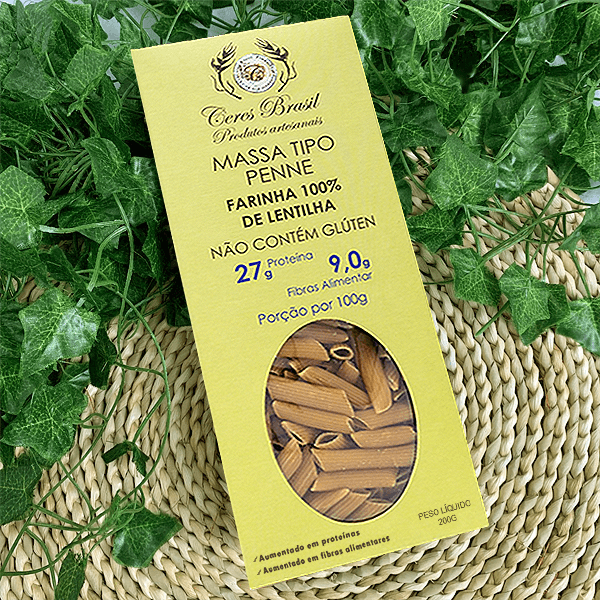 Ceres Brasil
Produtos artesanais
MASSA TIPO
PENNE
FARINHA 100%
DE LENTILHA
NÃO CONTÉM GLÚTEN
27g Proteína 9,0g
Fibras Alimentar
Porção por 100g
PESO LÍQUIDO
200G
✓Aumentado em proteínas
✓Aumentado em fibras alimentares